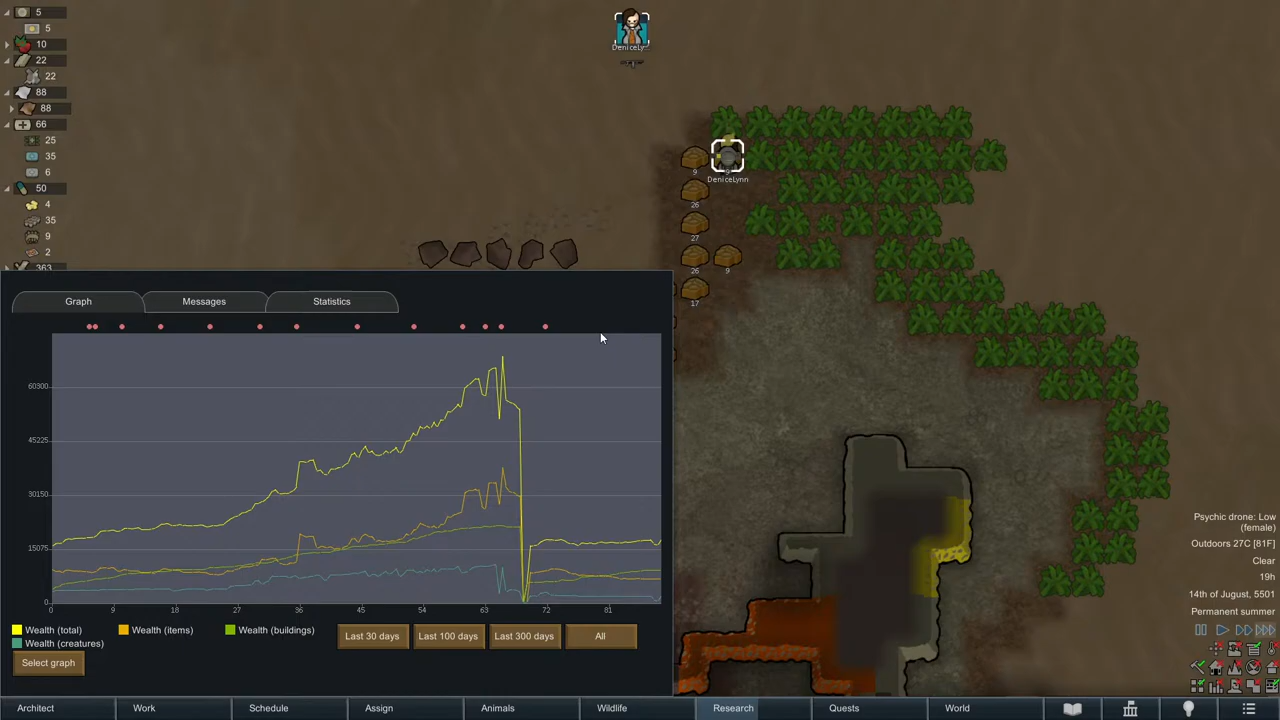 5
5
10
22
22
88
88
66
25
35
6
50
4
35
9
2
363
DeniceLy...
DeniceLynn
9
26
27
26
9
17
Graph
Messages
Statistics
60300
45225
30150
15075
0
0
9
18
27
36
45
54
63
72
81
Wealth (total)
Wealth (items)
Wealth (buildings)
Wealth (creatures)
Last 30 days
Last 100 days
Last 300 days
All
Select graph
Psychic drone: Low
(female)
Outdoors 27C [81F]
Clear
19h
14th of August, 5501
Permanent summer
Architect
Work
Schedule
Assign
Animals
Wildlife
Research
Quests
World